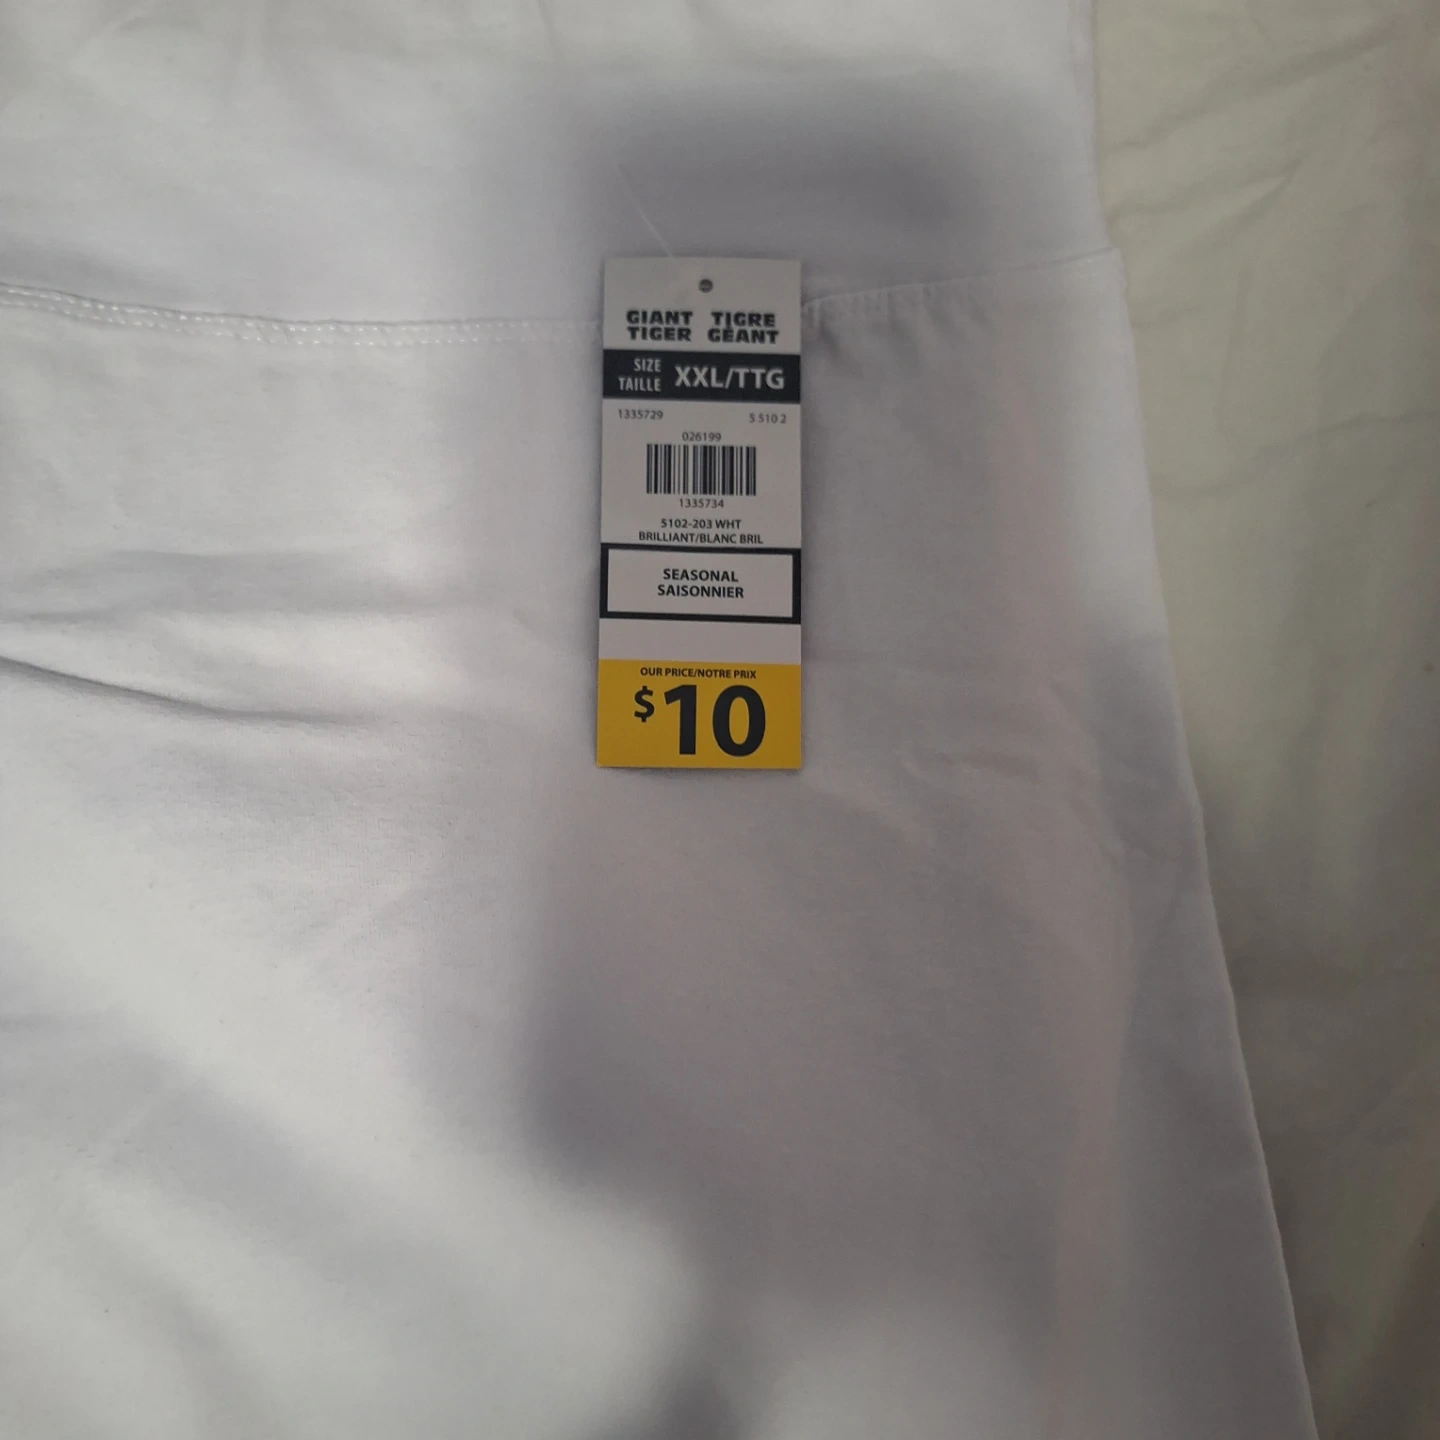 GIANT TIGRE
TIGER GÉANT
SIZE
TAILLE XXL/TTG
1335729 S 510 2
026199
1335734
5102-203 WHT
BRILLIANT/BLANC BRIL
SEASONAL
SAISONNIER
OUR PRICE/NOTRE PRIX
$10